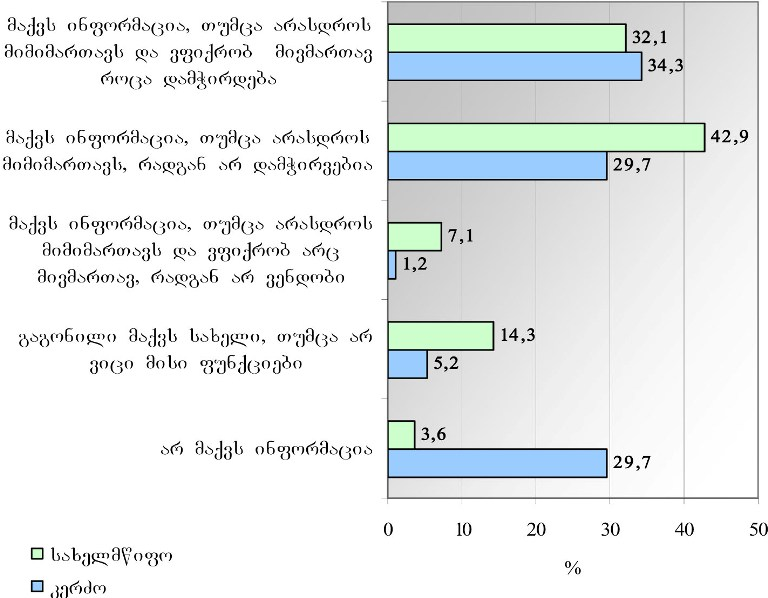 მაქვს ინფორმაცია, თუმცა არასდროს
მიმიმართავს და ვფიქრობ მივმართავ
როცა დამჭირდება
32,1
34,3
მაქვს ინფორმაცია, თუმცა არასდროს
მიმიმართავს, რადგან არ დამჭირვებია
42,9
29,7
მაქვს ინფორმაცია, თუმცა არასდროს
მიმიმართავს და ვფიქრობ არც
მივმართავ, რადგან არ ვენდობი
7,1
1,2
გაგონილი მაქვს სახელი, თუმცა არ
ვიცი მისი ფუნქციები
14,3
5,2
არ მაქვს ინფორმაცია
3,6
29,7
0 10 20 30 40 50
%
სახელმწიფო
კერძო